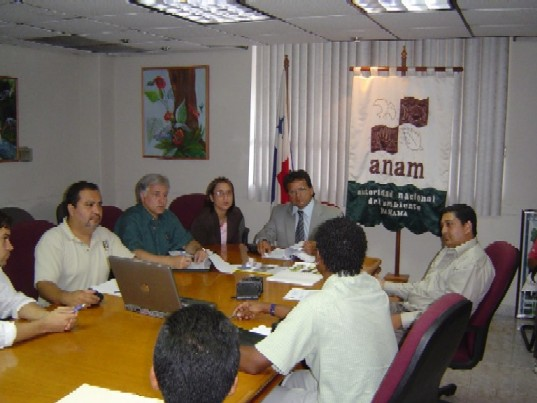 anam
autoridad nacional
del ambiente
PANAMA